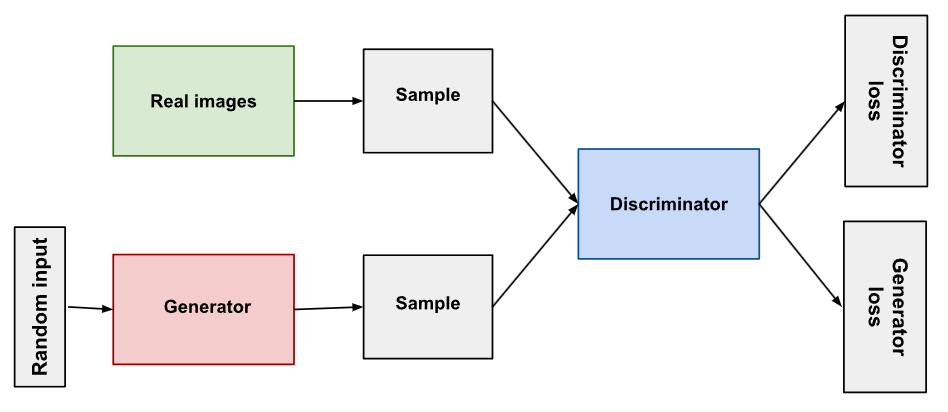 Real images
Sample
Discriminator
loss
Discriminator
Random input
Generator
Sample
Generator
loss